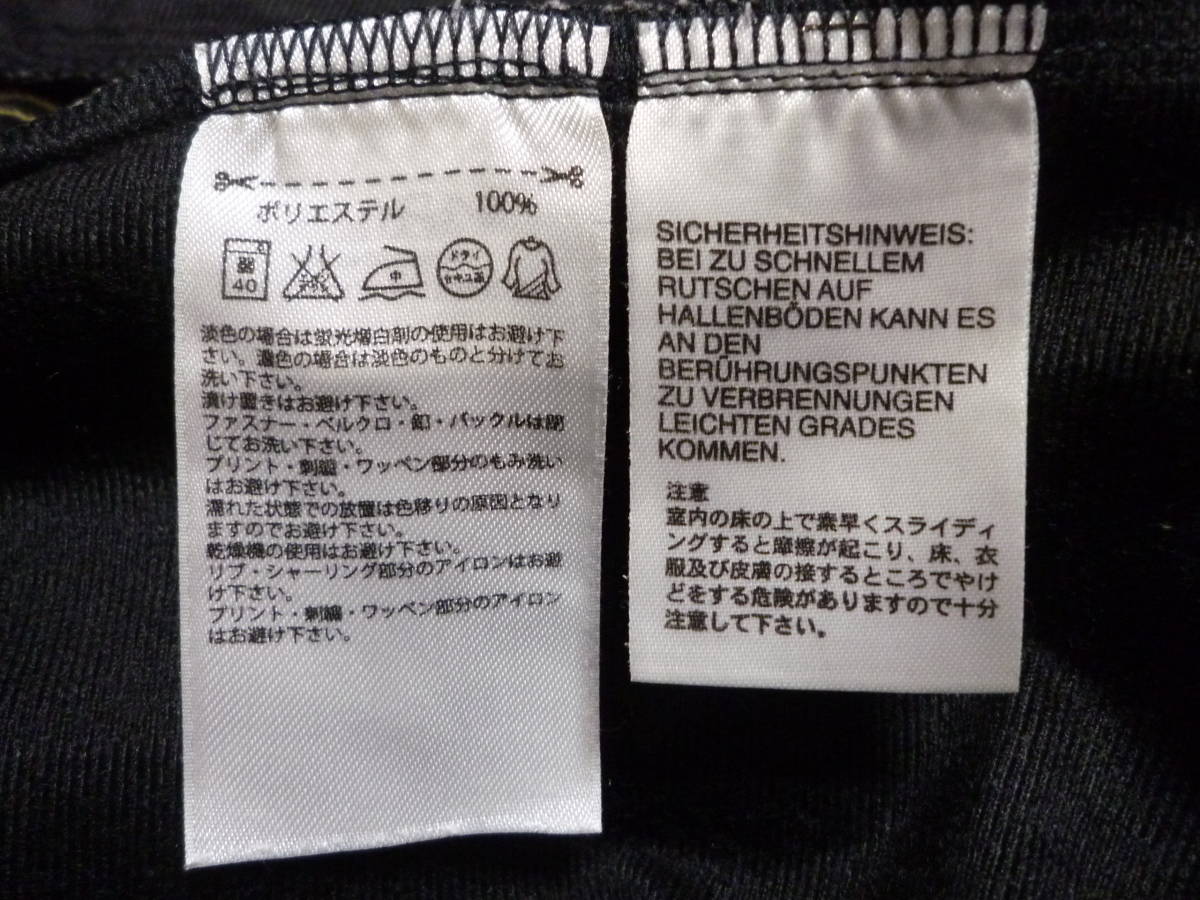 ポリエステル 100%
40
中
ドライ
セキユ系
淡色の場合は蛍光増白剤の使用はお避け下
さい。濃色の場合は淡色のものと分けてお
洗い下さい。
漬け置きはお避け下さい。
ファスナー・ベルクロ・釦・バックルは閉
じてお洗い下さい。
プリント・刺繍・ワッペン部分のもみ洗い
はお避け下さい。
濡れた状態での放置は色移りの原因となり
ますのでお避け下さい。
乾燥機の使用はお避け下さい。
リブ・シャーリング部分のアイロンはお避
け下さい。
プリント・刺繍・ワッペン部分のアイロン
はお避け下さい。
SICHERHEITSHINWEIS:
BEI ZU SCHNELLEM
RUTSCHEN AUF
HALLENBÖDEN KANN ES
AN DEN
BERÜHRUNGSPUNKTEN
ZU VERBRENNUNGEN
LEICHTEN GRADES
KOMMEN.
注意
室内の床の上で素早くスライディ
ングすると摩擦が起こり、床、衣
服及び皮膚の接するところでやけ
どをする危険がありますので十分
注意して下さい。